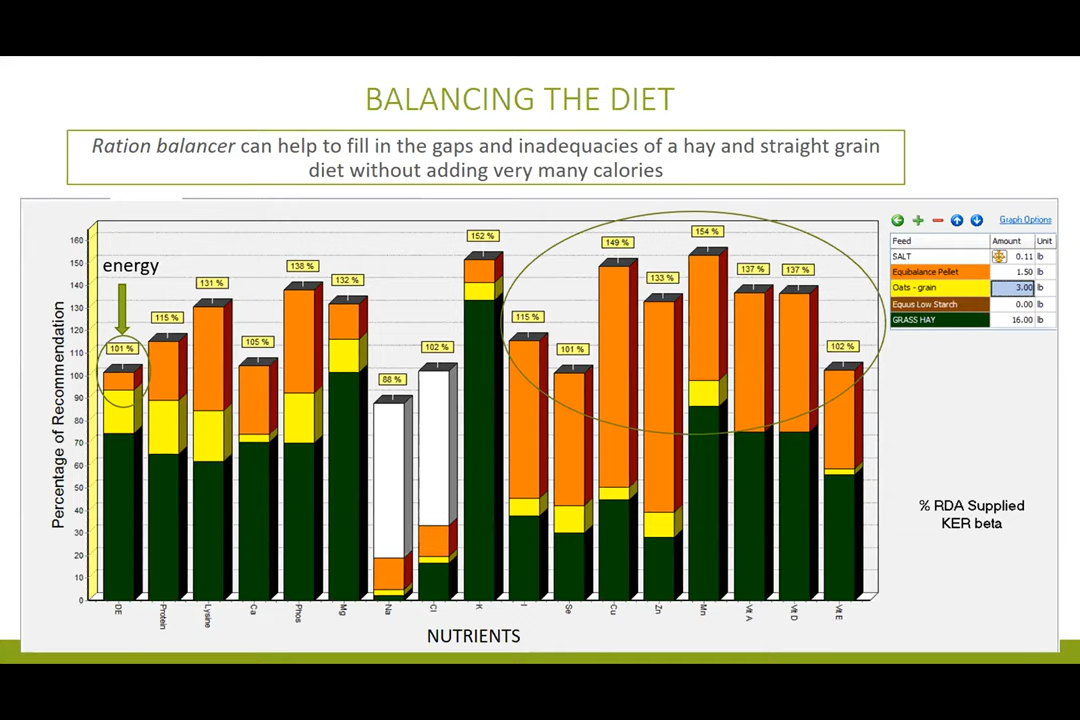 BALANCING THE DIET
Ration balancer can help to fill in the gaps and inadequacies of a hay and straight grain
diet without adding very many calories
Graph Options
Feed Amount Unit
SALT 0.11 lb
Equibalance Pellet 1.50 lb
Oats - grain 3.00 lb
Equus Low Starch 0.00 lb
GRASS HAY 16.00 lb
energy
Percentage of Recommendation
160
150
140
130
120
110
100
90
80
70
60
50
40
30
20
10
0
101 %
115 %
131 %
105 %
138 %
132 %
88 %
102 %
152 %
115 %
101 %
149 %
133 %
154 %
137 %
137 %
102 %
DE
Protein
Lysine
Ca
Phos
Mg
Na
Cl
K
I
Se
Cu
Zn
Mn
Vit A
Vit D
Vit E
NUTRIENTS
% RDA Supplied
KER beta